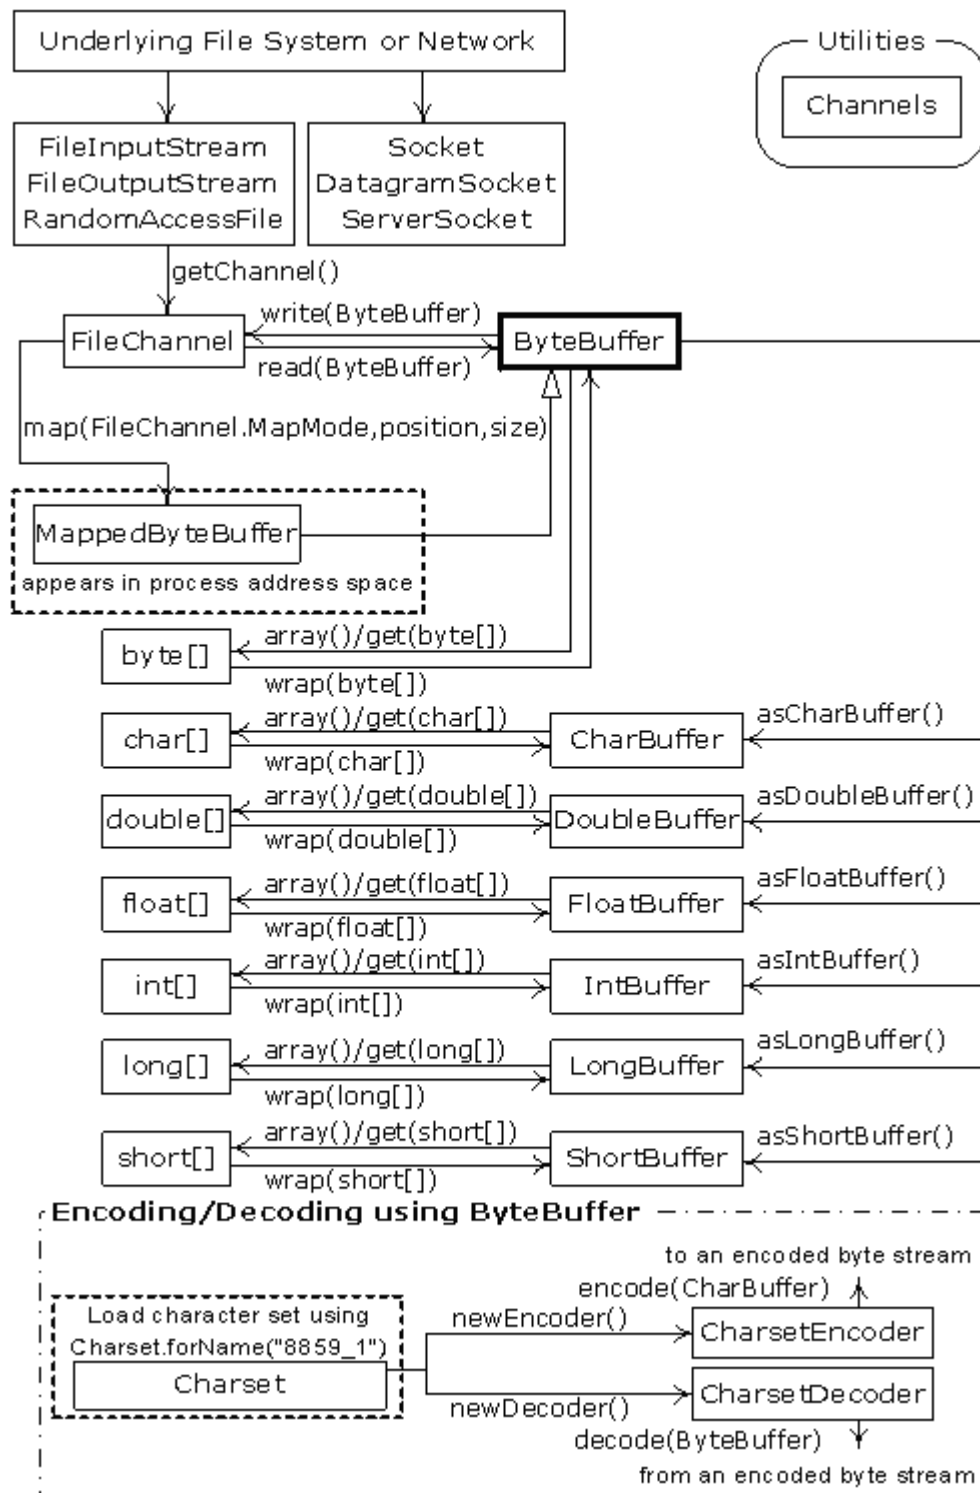 Underlying File System or Network
Utilities
Channels
FileInputStream
FileOutputStream
RandomAccessFile
Socket
DatagramSocket
ServerSocket
getChannel()
write(ByteBuffer)
FileChannel
ByteBuffer
read(ByteBuffer)
map(FileChannel.MapMode,position,size)
MappedByteBuffer
appears in process address space
array()/get(byte[])
byte[]
wrap(byte[])
array()/get(char[])
asCharBuffer()
char[]
CharBuffer
wrap(char[])
array()/get(double[])
asDoubleBuffer()
double[]
DoubleBuffer
wrap(double[])
array()/get(float[])
asFloatBuffer()
float[]
FloatBuffer
wrap(float[])
array()/get(int[])
asIntBuffer()
int[]
IntBuffer
wrap(int[])
array()/get(long[])
asLongBuffer()
long[]
LongBuffer
wrap(long[])
array()/get(short[])
asShortBuffer()
short[]
ShortBuffer
wrap(short[])
Encoding/Decoding using ByteBuffer
to an encoded byte stream
encode(CharBuffer)
Load character set using
Charset.forName("8859_1")
Charset
newEncoder()
CharsetEncoder
newDecoder()
CharsetDecoder
decode(ByteBuffer)
from an encoded byte stream